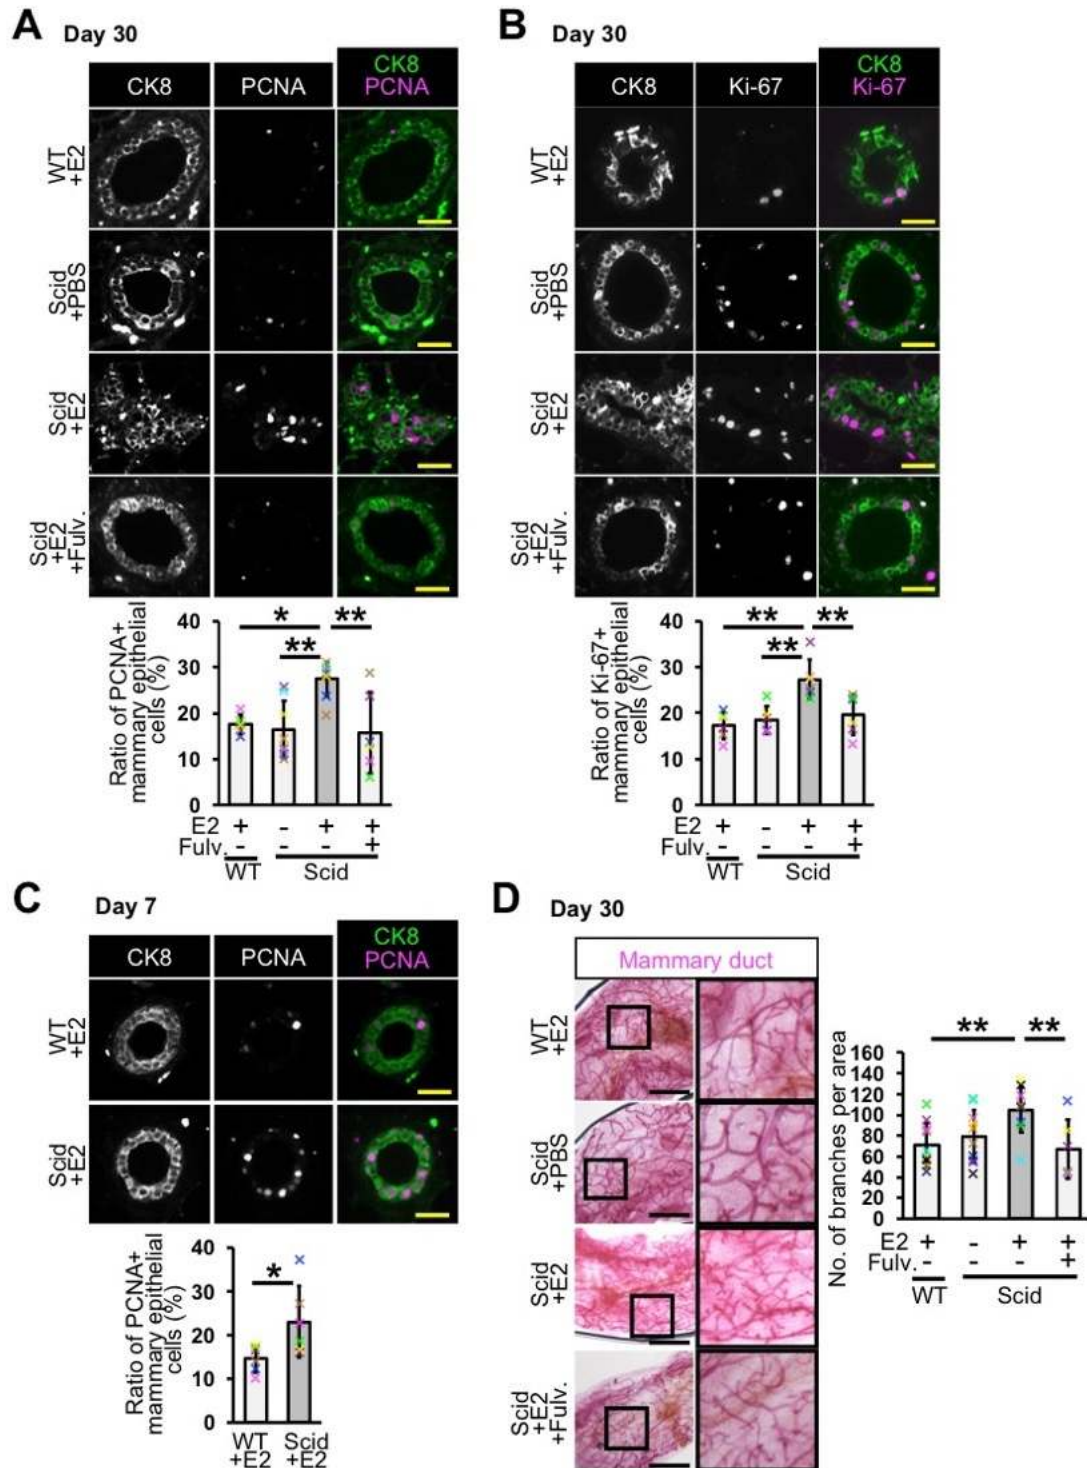 A Day 30
CK8
PCNA
CK8
PCNA
WT
+E2
Scid
+PBS
Scid
+E2
Scid
+E2
+Fulv.
Ratio of PCNA+
mammary epithelial
cells (%)
40
30
20
10
0
* **
**
E2 + - + +
Fulv. - - - +
WT Scid
B Day 30
CK8
Ki-67
CK8
Ki-67
WT
+E2
Scid
+PBS
Scid
+E2
Scid
+E2
+Fulv.
Ratio of Ki-67+
mammary epithelial
cells (%)
40
30
20
10
0
** **
**
E2 + - + +
Fulv. - - - +
WT Scid
C Day 7
CK8
PCNA
CK8
PCNA
WT
+E2
Scid
+E2
Ratio of PCNA+
mammary epithelial
cells (%)
40
30
20
10
0
*
WT
+E2
Scid
+E2
D Day 30
Mammary duct
WT
+E2
Scid
+PBS
Scid
+E2
Scid
+E2
+Fulv.
No. of branches per area
160
140
120
100
80
60
40
20
0
** **
E2 + - + +
Fulv. - - - +
WT Scid